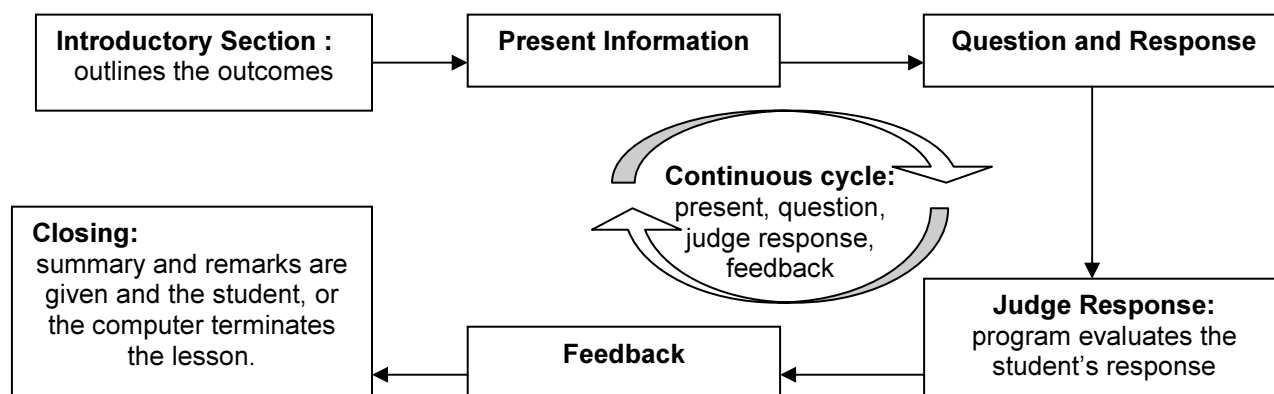 Introductory Section :
outlines the outcomes
Present Information
Question and Response
Continuous cycle:
present, question,
judge response,
feedback
Judge Response:
program evaluates the
student’s response
Feedback
Closing:
summary and remarks are
given and the student, or
the computer terminates
the lesson.